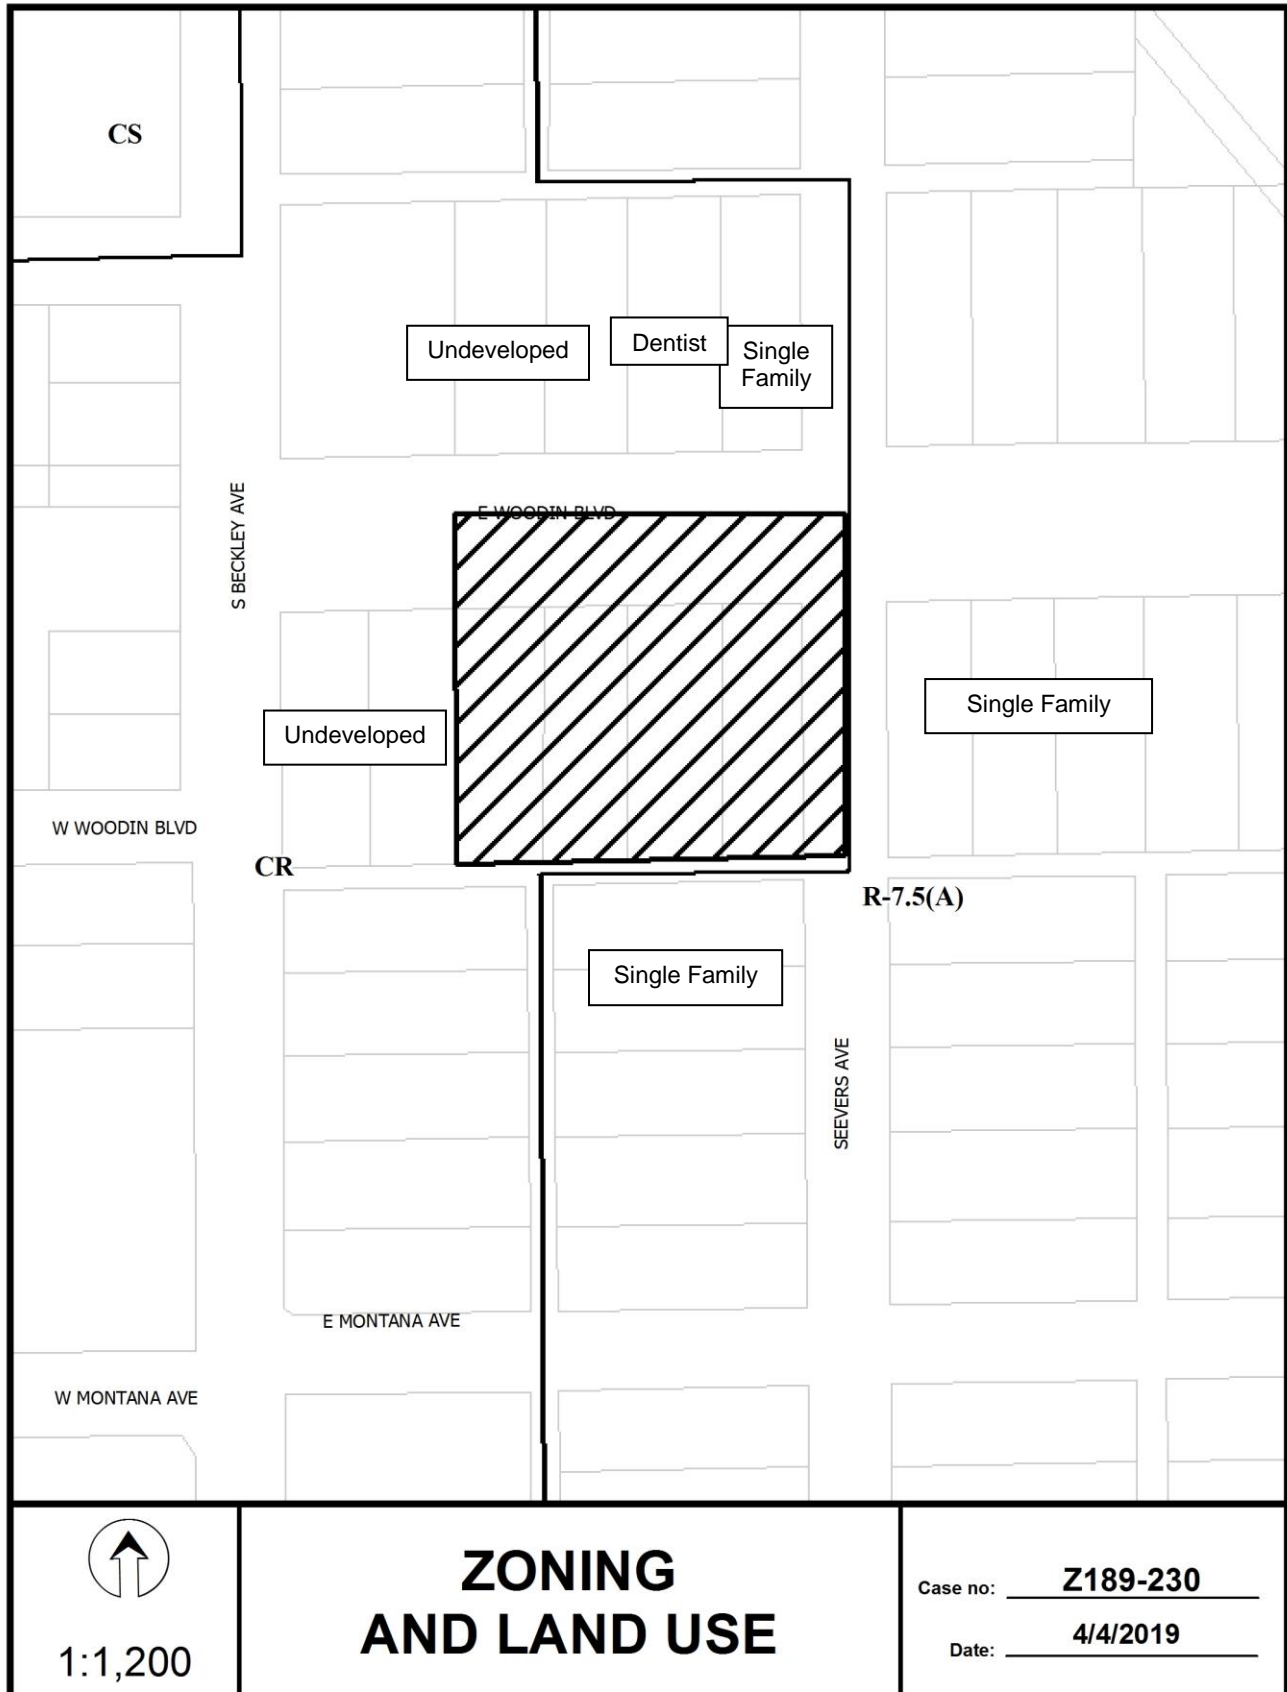 CS
Undeveloped
Dentist
Single
Family
S BECKLEY AVE
E WOODIN BLVD
Undeveloped
Single Family
W WOODIN BLVD
CR
R-7.5(A)
Single Family
SEEVERS AVE
E MONTANA AVE
W MONTANA AVE
1:1,200
ZONING
AND LAND USE
Case no: Z189-230
Date: 4/4/2019